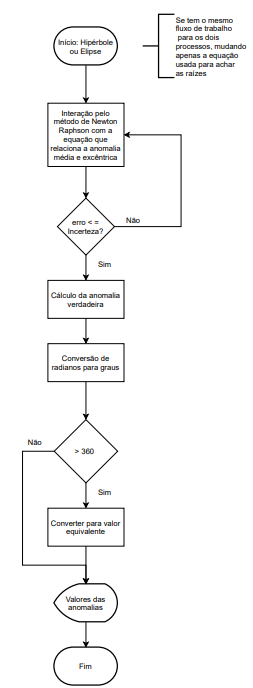 Início: Hipérbole
ou Elipse
Se tem o mesmo
fluxo de trabalho
para os dois
processos, mudando
apenas a equação
usada para achar
as raízes
Interação pelo
método de Newton
Raphson com a
equação que
relaciona a anomalia
média e excêntrica
erro < =
Incerteza?
Não
Sim
Cálculo da anomalia
verdadeira
Conversão de
radianos para graus
Não
> 360
Sim
Converter para valor
equivalente
Valores das
anomalias
Fim